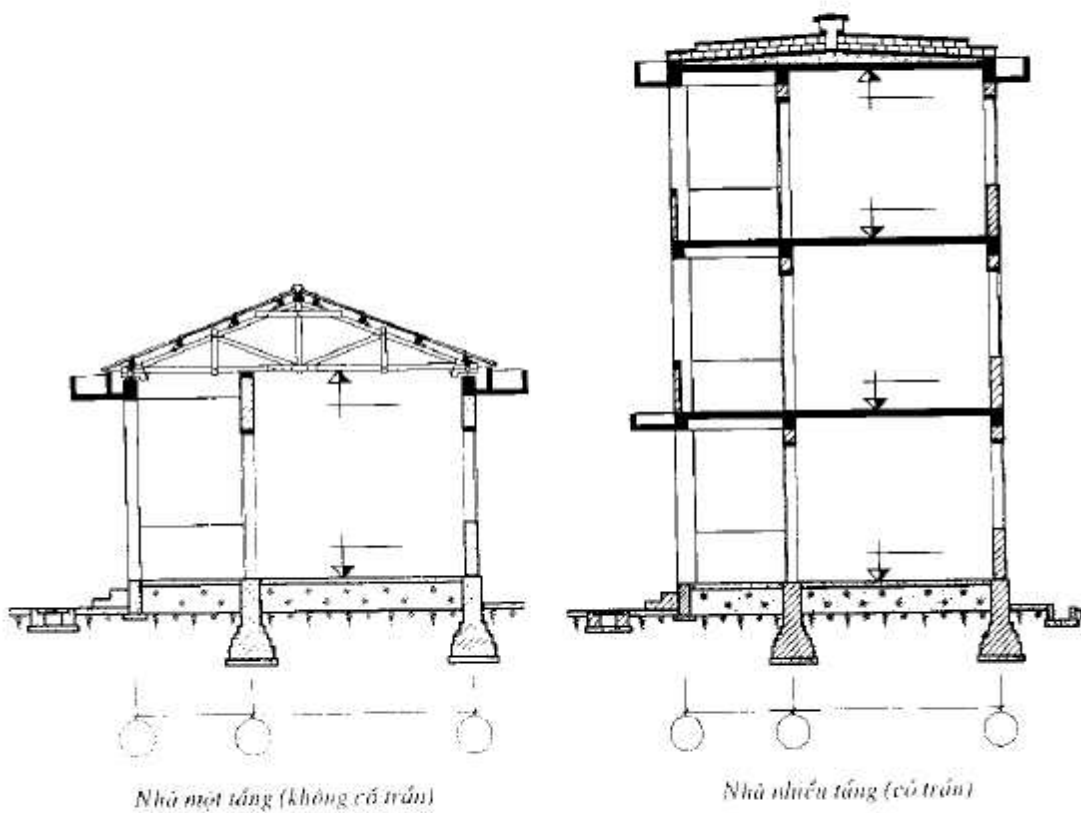 Nhà một tầng (không có trần)
Nhà nhiều tầng (có trần)